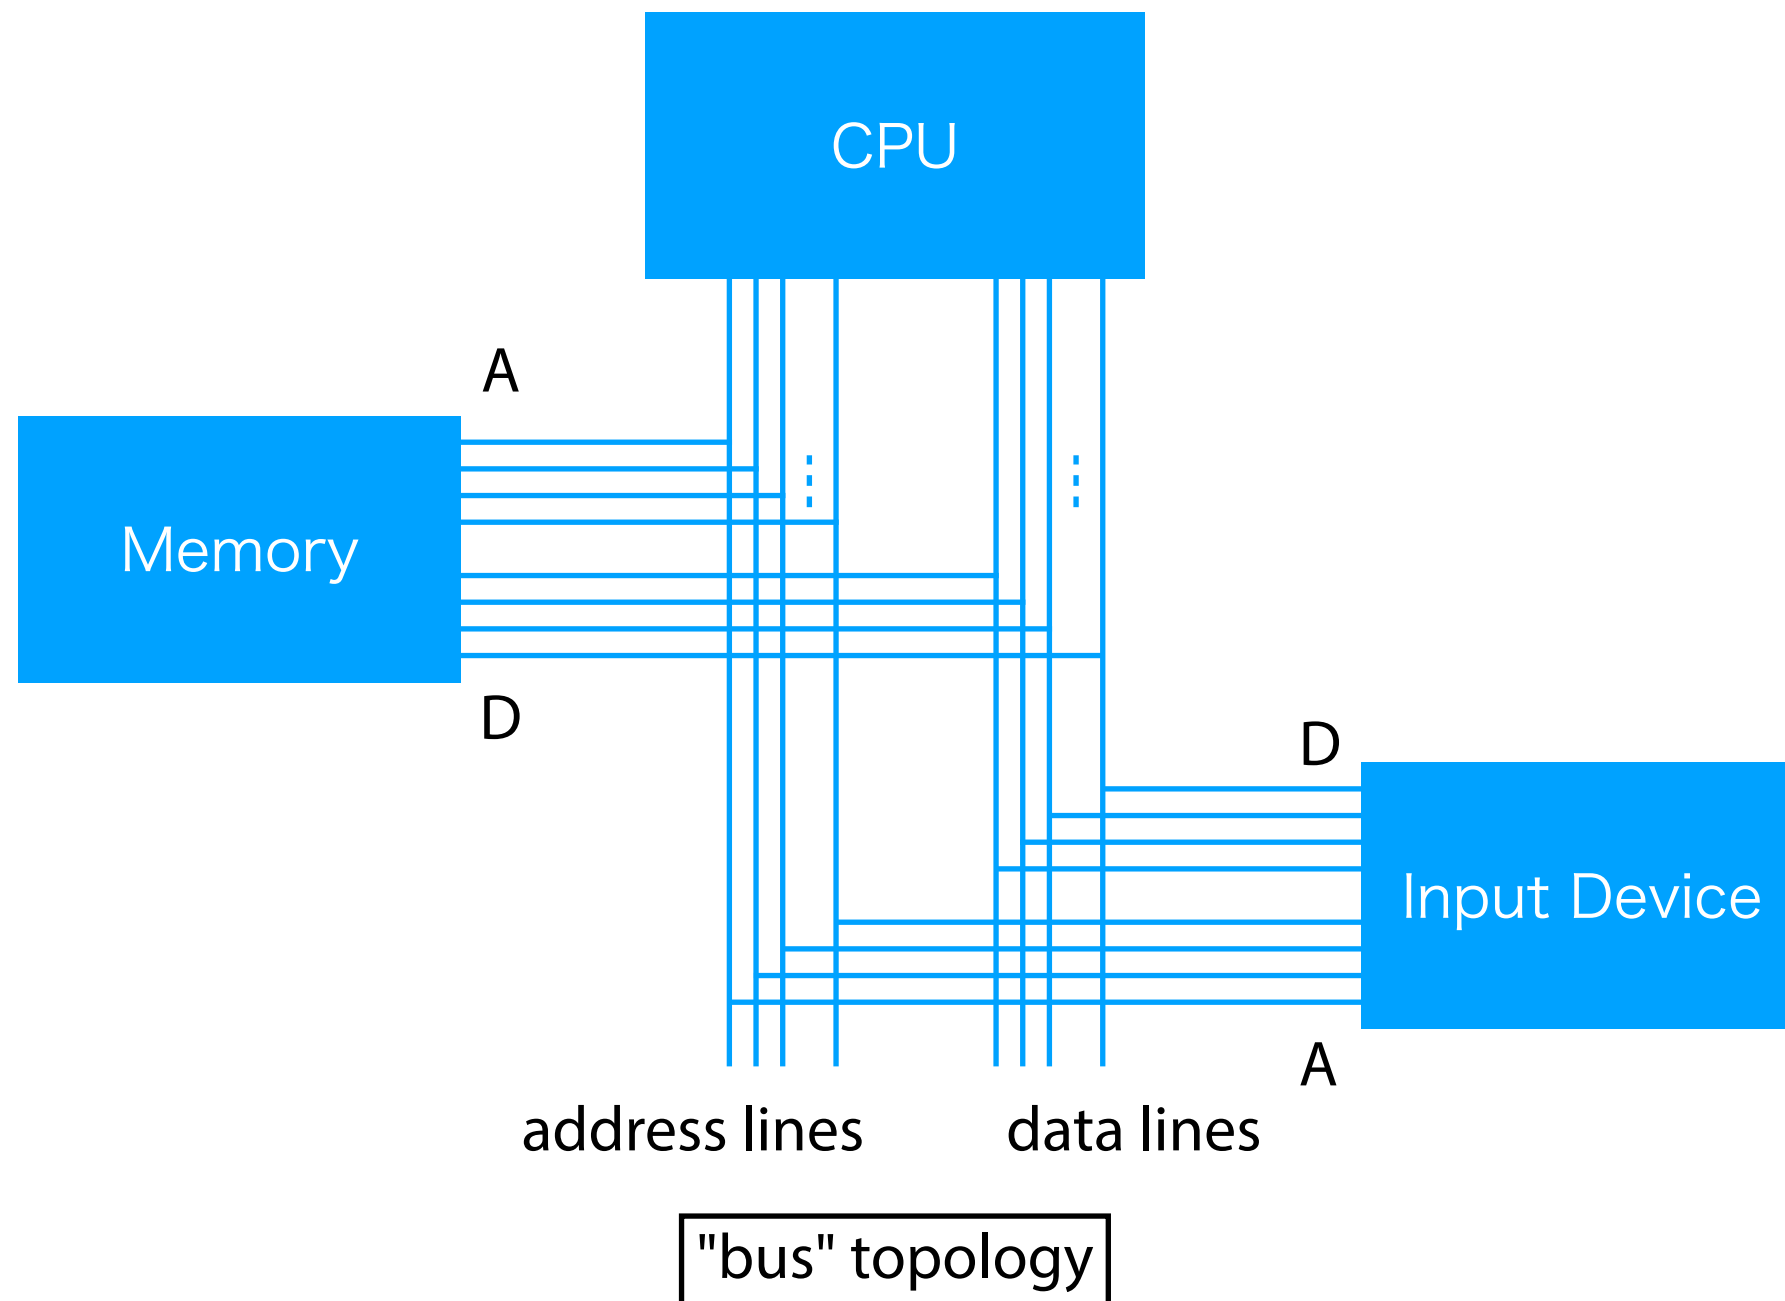 CPU
A
Memory
D
D
Input Device
A
address lines
data lines
"bus" topology